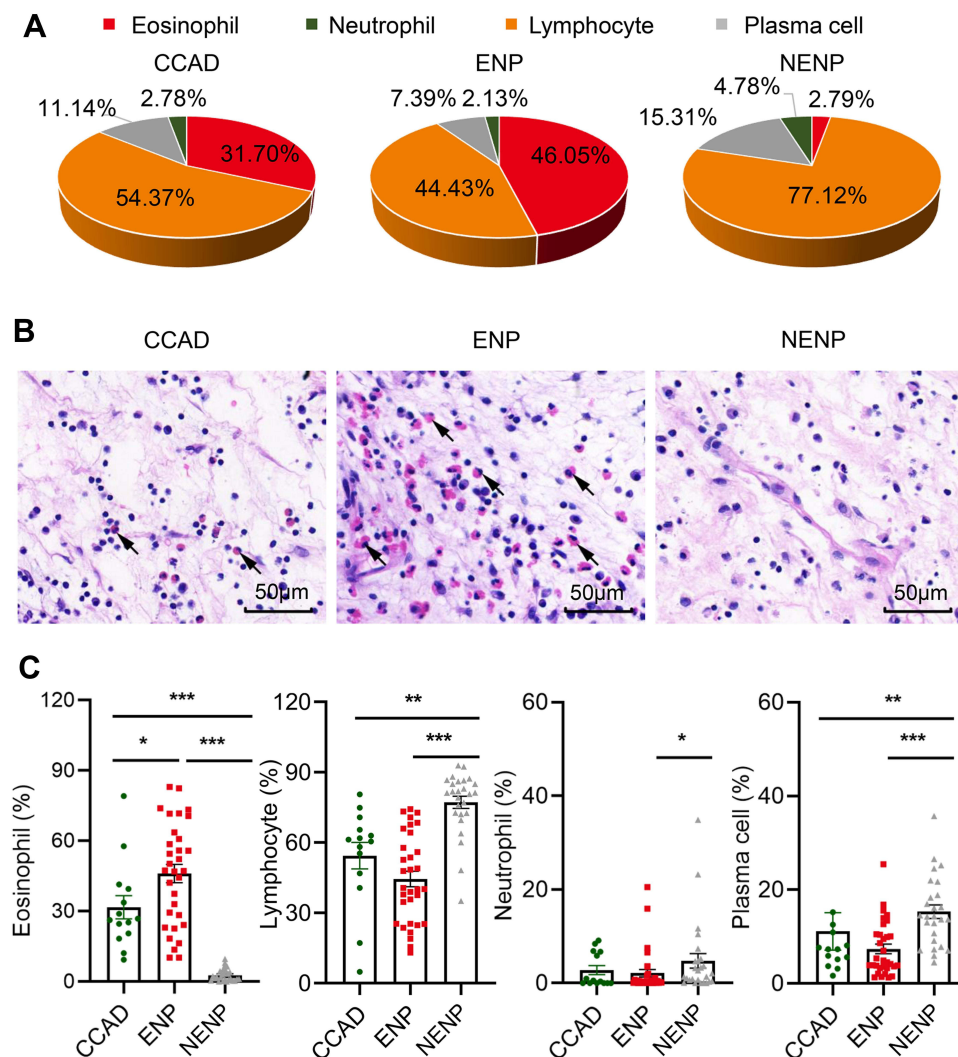 A
Eosinophil Neutrophil Lymphocyte Plasma cell
CCAD ENP NENP
11.14% 2.78% 31.70% 54.37%
7.39% 2.13% 46.05% 44.43%
15.31% 4.78% 2.79% 77.12%
B
CCAD ENP NENP
50μm 50μm 50μm
C
Eosinophil (%)
120
90
60
30
0
*** * ***
CCAD ENP NENP
Lymphocyte (%)
120
90
60
30
0
** ***
CCAD ENP NENP
Neutrophil (%)
60
40
20
0
*
CCAD ENP NENP
Plasma cell (%)
60
40
20
0
** ***
CCAD ENP NENP